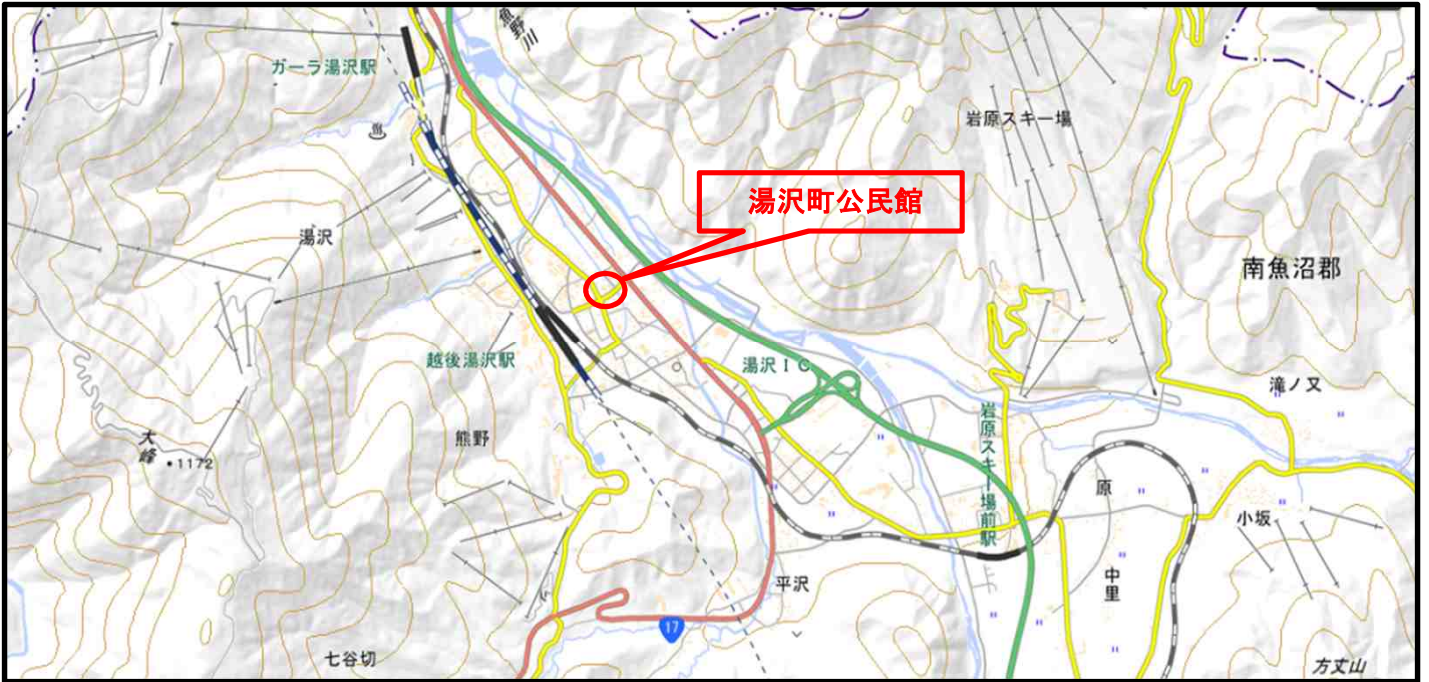 魚野川
ガーラ湯沢駅
岩原スキー場
湯沢町公民館
湯沢
南魚沼郡
越後湯沢駅
湯沢IC
滝ノ又
大峰
・1172
熊野
岩原スキー場前駅
原
小坂
平沢
中里
17
七谷切
方丈山